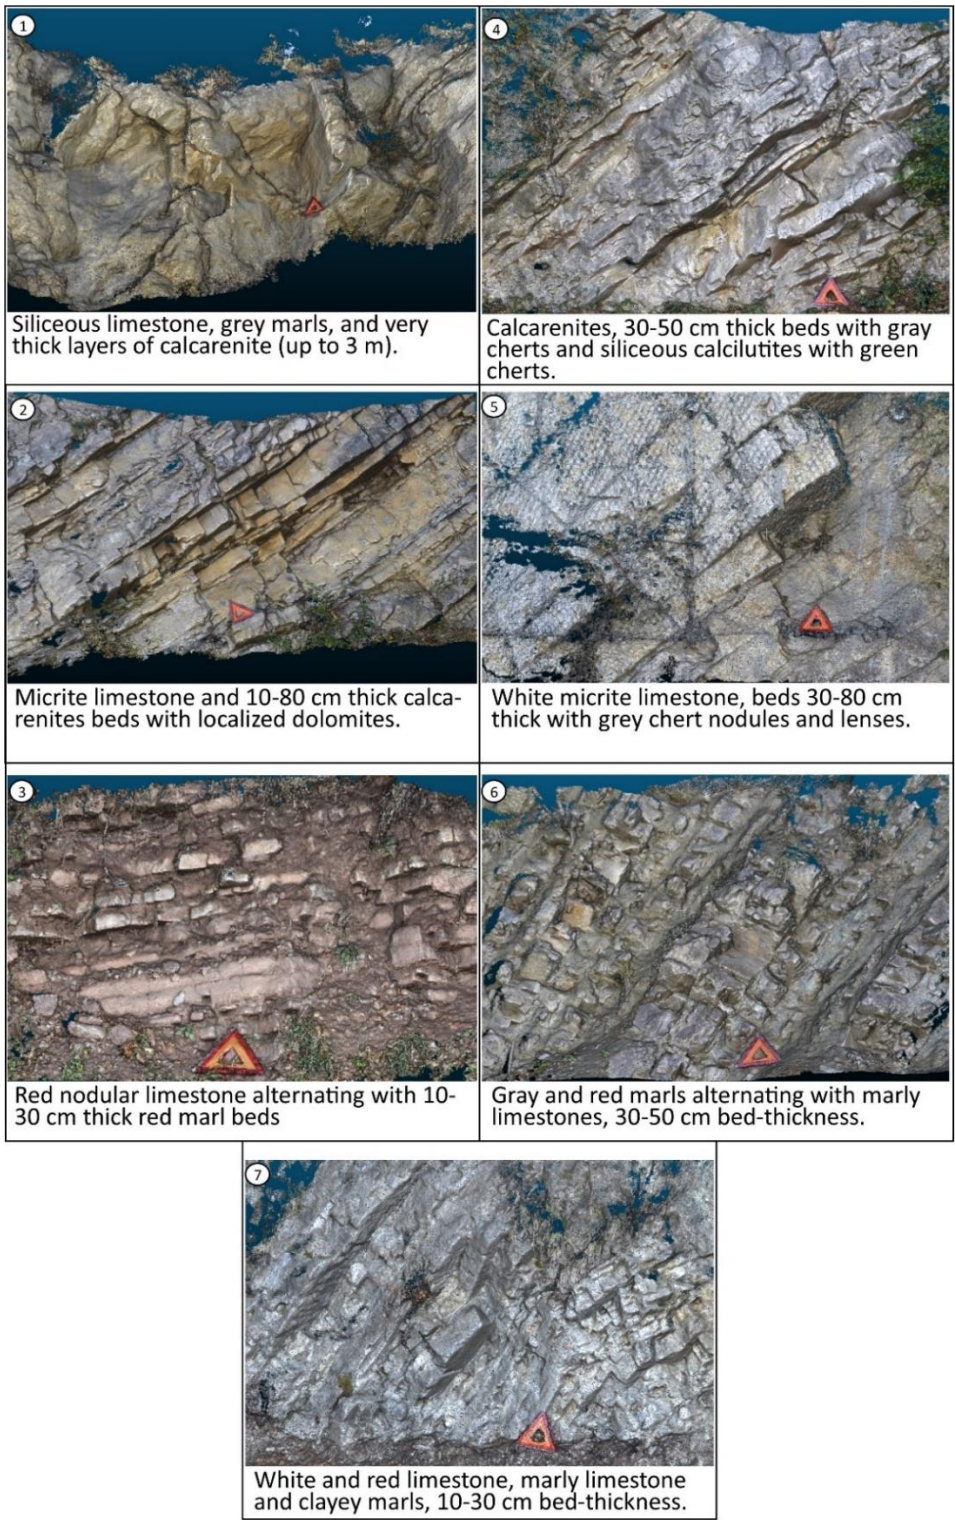 1
Siliceous limestone, grey marls, and very
thick layers of calcarenite (up to 3 m).
4
Calcarenites, 30-50 cm thick beds with gray
cherts and siliceous calcilutites with green
cherts.
2
Micrite limestone and 10-80 cm thick calca-
renites beds with localized dolomites.
5
White micrite limestone, beds 30-80 cm
thick with grey chert nodules and lenses.
3
Red nodular limestone alternating with 10-
30 cm thick red marl beds
6
Gray and red marls alternating with marly
limestones, 30-50 cm bed-thickness.
7
White and red limestone, marly limestone
and clayey marls, 10-30 cm bed-thickness.